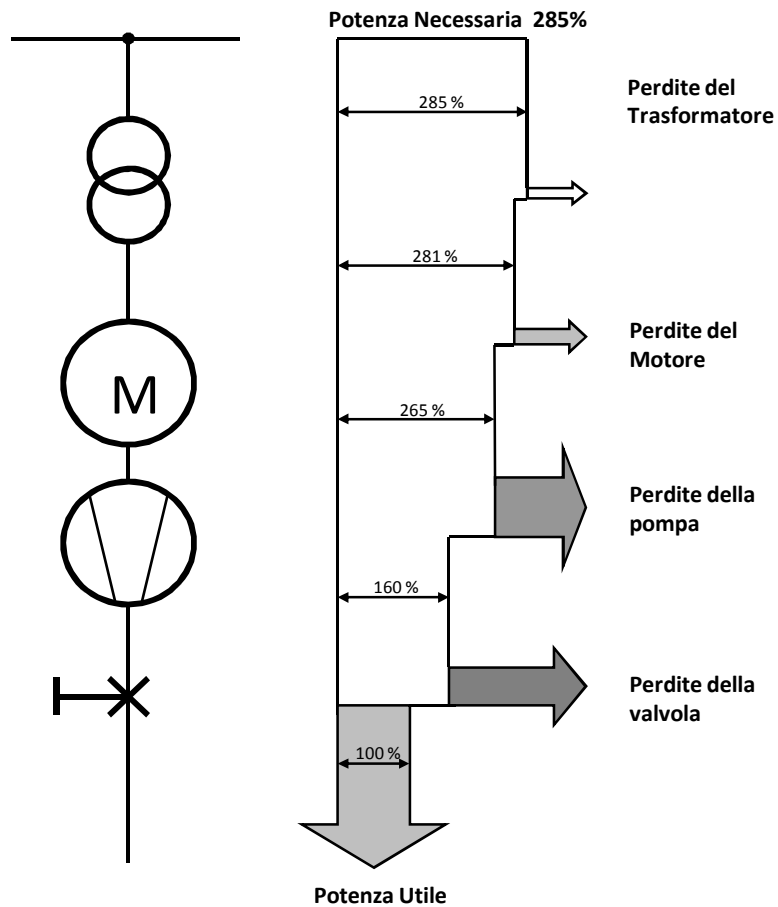 Potenza Necessaria 285%
285 %
Perdite del
Trasformatore
281 %
Perdite del
Motore
M
265 %
Perdite della
pompa
160 %
Perdite della
valvola
100 %
Potenza Utile